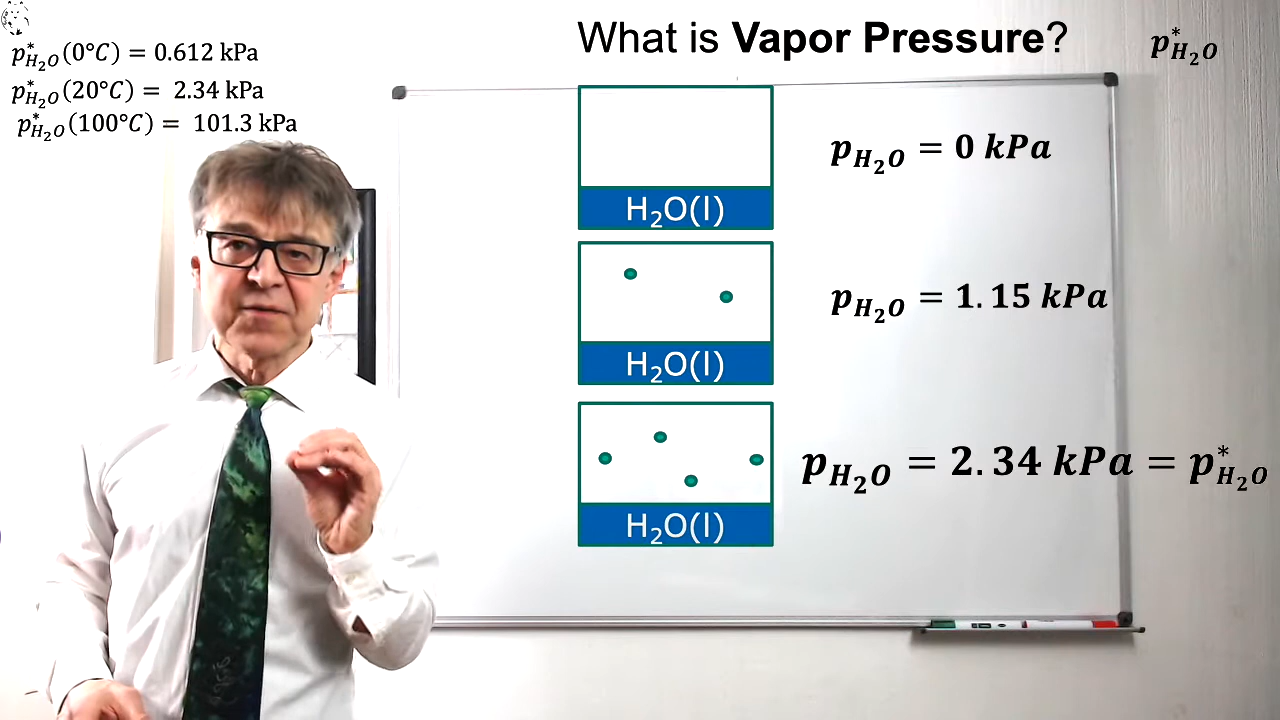 What is Vapor Pressure? p*H₂O
p*H₂O(0°C) = 0.612 kPa
p*H₂O(20°C) = 2.34 kPa
p*H₂O(100°C) = 101.3 kPa
H₂O(l)
pH₂O = 0 kPa
H₂O(l)
pH₂O = 1.15 kPa
H₂O(l)
pH₂O = 2.34 kPa = p*H₂O